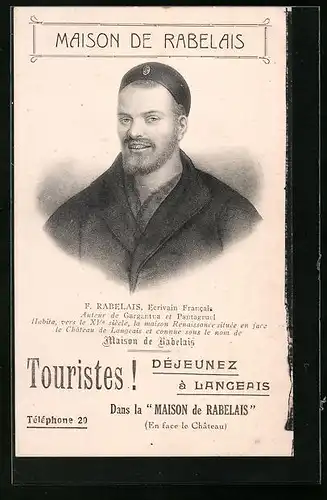 MAISON DE RABELAIS
F. RABELAIS, Ecrivain Français
Auteur de Gargantua et Pantagruel
Habita, vers le XVIe siècle, la maison Renaissance située en face
le Château de Langeais et connue sous le nom de
Maison de Rabelais
Touristes !
DÉJEUNEZ
à LANGEAIS
Dans la "MAISON de RABELAIS"
Téléphone 29
(En face le Château)